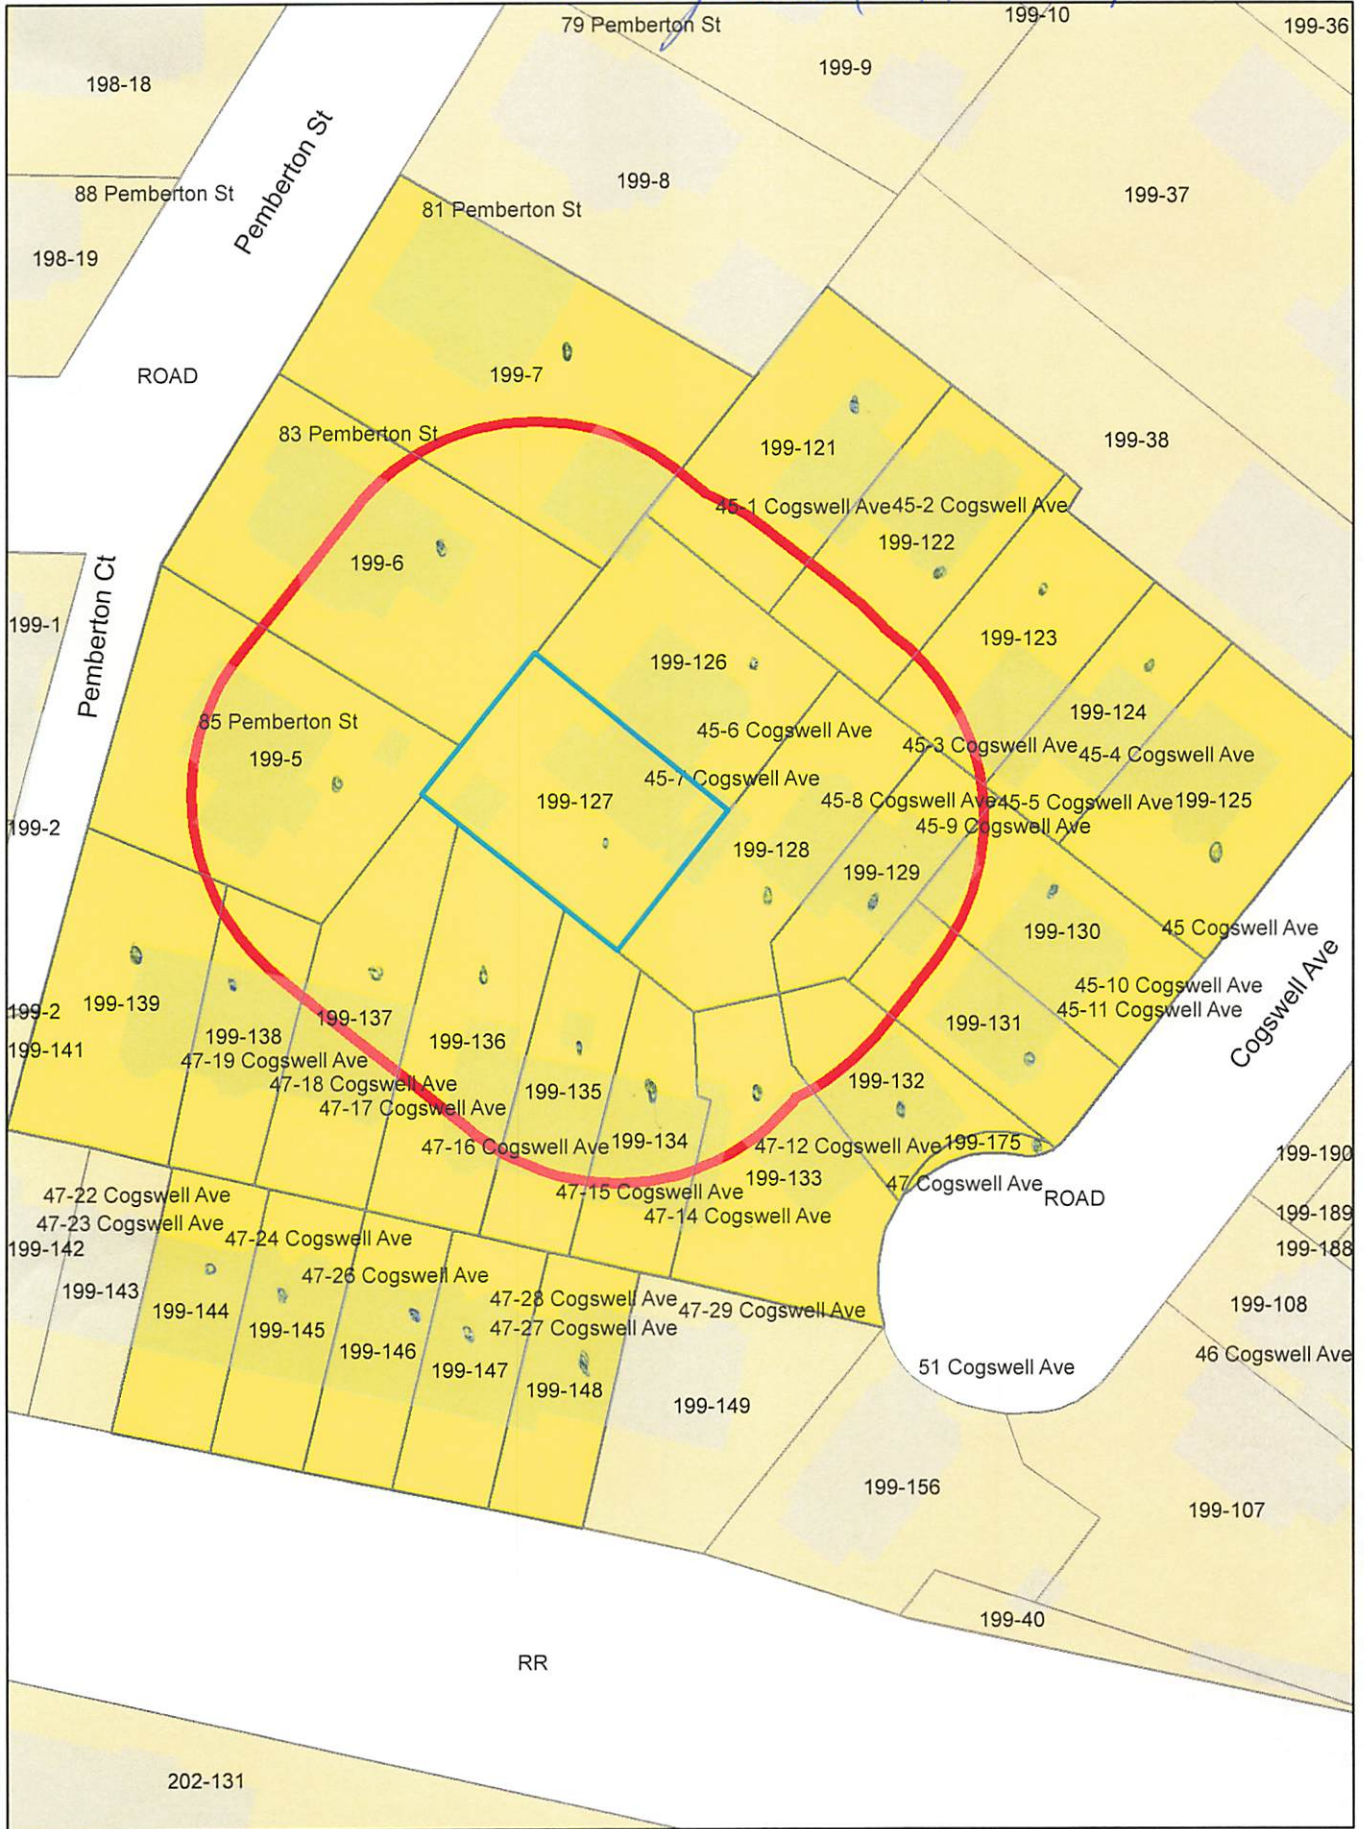 79 Pemberton St
199-10
199-36
199-9
198-18
Pemberton St
199-8
88 Pemberton St
199-37
81 Pemberton St
198-19
ROAD
199-7
83 Pemberton St
199-121
199-38
45-1 Cogswell Ave
45-2 Cogswell Ave
199-122
199-6
Pemberton Ct
199-1
199-123
199-126
199-124
85 Pemberton St
45-6 Cogswell Ave
199-5
45-3 Cogswell Ave
45-4 Cogswell Ave
45-7 Cogswell Ave
199-127
45-8 Cogswell Ave
45-5 Cogswell Ave
199-125
199-2
45-9 Cogswell Ave
199-128
199-129
199-130
45 Cogswell Ave
45-10 Cogswell Ave
Cogswell Ave
199-139
199-2
199-137
45-11 Cogswell Ave
199-131
199-138
199-136
199-141
47-19 Cogswell Ave
47-18 Cogswell Ave
199-135
199-132
47-17 Cogswell Ave
47-16 Cogswell Ave
199-134
47-12 Cogswell Ave
199-175
199-190
199-133
47-22 Cogswell Ave
47-15 Cogswell Ave
47 Cogswell Ave
ROAD
47-23 Cogswell Ave
47-14 Cogswell Ave
199-189
47-24 Cogswell Ave
199-142
199-188
47-26 Cogswell Ave
199-143
47-28 Cogswell Ave
47-29 Cogswell Ave
199-108
199-144
199-145
47-27 Cogswell Ave
199-146
46 Cogswell Ave
199-147
51 Cogswell Ave
199-148
199-149
199-156
199-107
199-40
RR
202-131